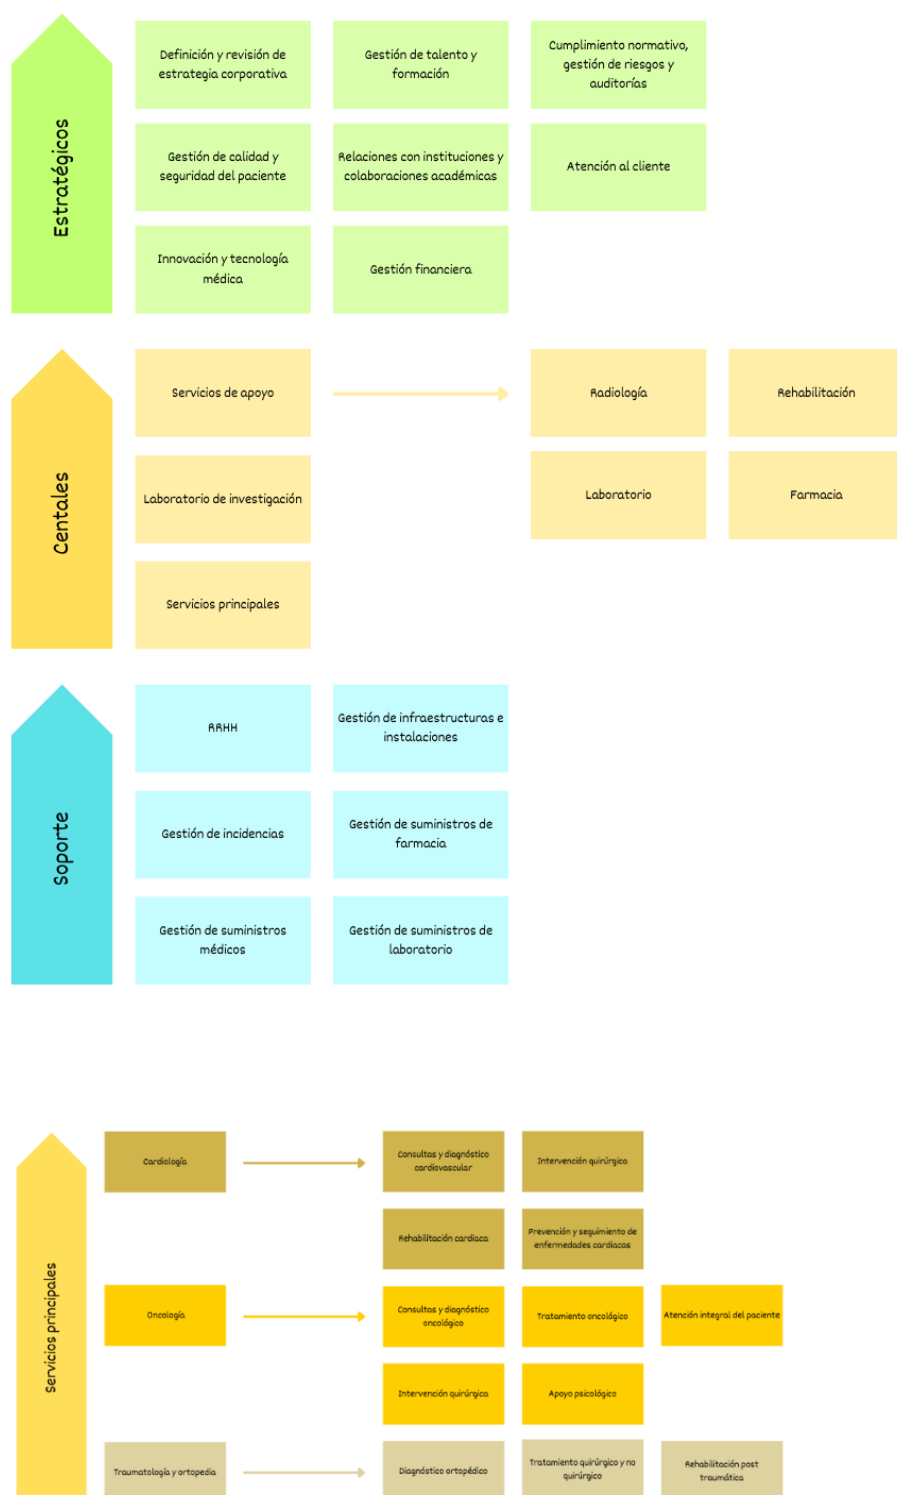 Estratégicos
Definición y revisión de
estrategia corporativa
Gestión de talento y
formación
Cumplimiento normativo,
gestión de riesgos y
auditorías
Gestión de calidad y
seguridad del paciente
Relaciones con instituciones y
colaboraciones académicas
Atención al cliente
Innovación y tecnología
médica
Gestión financiera
Centales
Servicios de apoyo
Radiología
Rehabilitación
Laboratorio de investigación
Laboratorio
Farmacia
Servicios principales
Soporte
RRHH
Gestión de infraestructuras e
instalaciones
Gestión de incidencias
Gestión de suministros de
farmacia
Gestión de suministros
médicos
Gestión de suministros de
laboratorio
Servicios principales
Cardiología
Consultas y diagnóstico
cardiovascular
Intervención quirúrgica
Rehabilitación cardiaca
Prevención y seguimiento de
enfermedades cardiacas
Oncología
Consultas y diagnóstico
oncológico
Tratamiento oncológico
Atención integral del paciente
Intervención quirúrgica
Apoyo psicológico
Traumatología y ortopedia
Diagnóstico ortopédico
Tratamiento quirúrgico y no
quirúrgico
Rehabilitación post
traumática